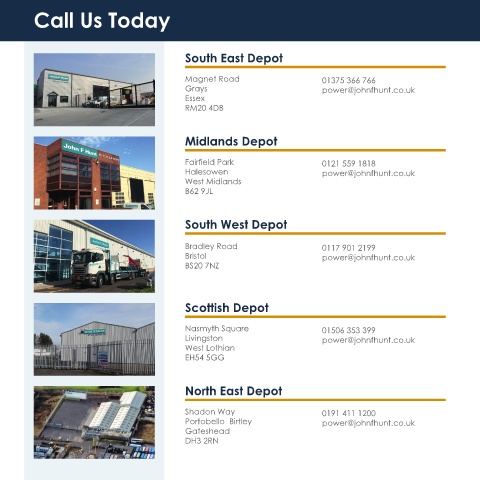 Call Us Today
South East Depot
Magnet Road
Grays
Essex
RM20 4DB
01375 366 766
power@johnfhunt.co.uk
John F Hunt
Midlands Depot
Fairfield Park
Halesowen
West Midlands
B62 9JL
0121 559 1818
power@johnfhunt.co.uk
South West Depot
Bradley Road
Bristol
BS20 7NZ
0117 901 2199
power@johnfhunt.co.uk
Scottish Depot
Nasmyth Square
Livingston
West Lothian
EH54 5GG
01506 353 399
power@johnfhunt.co.uk
North East Depot
Shadon Way
Portobello Birtley
Gateshead
DH3 2RN
0191 411 1200
power@johnfhunt.co.uk